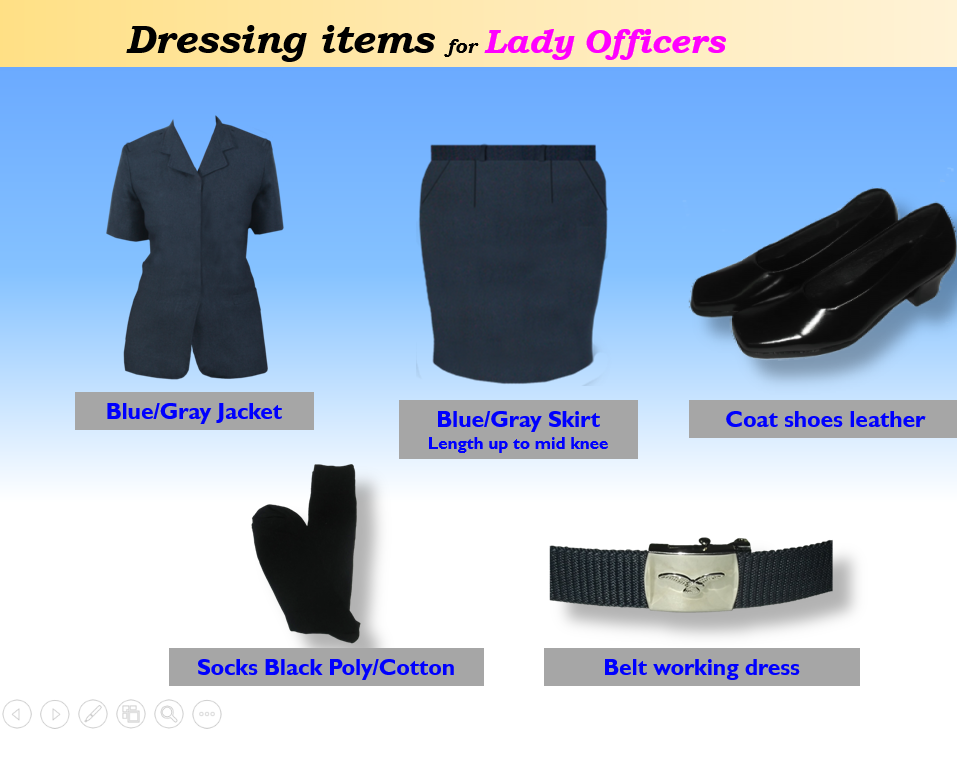 Dressing items for Lady Officers
Blue/Gray Jacket
Blue/Gray Skirt
Length up to mid knee
Coat shoes leather
Socks Black Poly/Cotton
Belt working dress